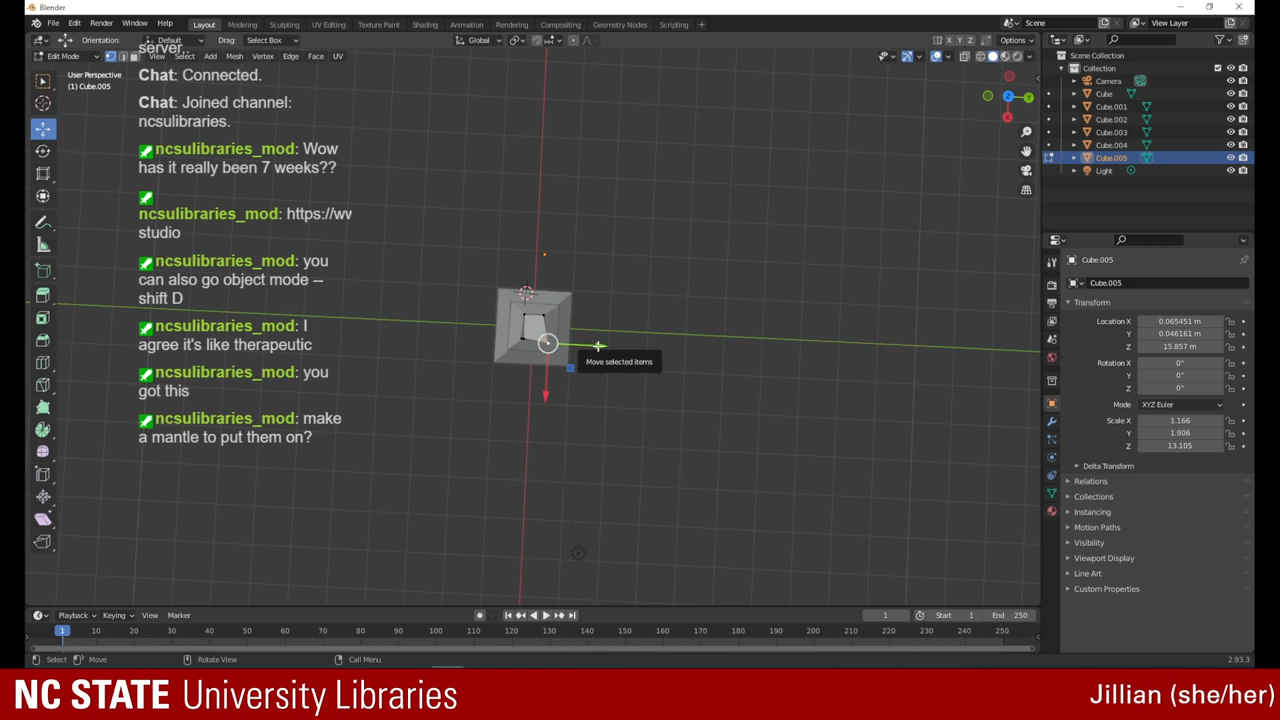 Blender
File Edit Render Window Help Layout Modeling Sculpting UV Editing Texture Paint Shading Animation Rendering Compositing Geometry Nodes Scripting + Scene View Layer
Orientation: Default Drag: Select Box Global X Y Z Options
Edit Mode View Select Add Mesh Vertex Edge Face UV
User Perspective
(1) Cube.005
server..
Chat: Connected.
Chat: Joined channel:
ncsulibraries.
ncsulibraries_mod: Wow
has it really been 7 weeks??
ncsulibraries_mod: https://wv
studio
ncsulibraries_mod: you
can also go object mode --
shift D
ncsulibraries_mod: I
agree it's like therapeutic
ncsulibraries_mod: you
got this
ncsulibraries_mod: make
a mantle to put them on?
Z
Y
X
Move selected items
Scene Collection
Collection
Camera
Cube
Cube.001
Cube.002
Cube.003
Cube.004
Cube.005
Light
Cube.005
Cube.005
Transform
Location X 0.065451 m
Y 0.046161 m
Z 15.857 m
Rotation X 0°
Y 0°
Z 0°
Mode XYZ Euler
Scale X 1.166
Y 1.906
Z 13.105
Delta Transform
Relations
Collections
Instancing
Motion Paths
Visibility
Viewport Display
Line Art
Custom Properties
Playback Keying View Marker 1 Start 1 End 250
1 10 20 30 40 50 60 70 80 90 100 110 120 130 140 150 160 170 180 190 200 210 220 230 240 250
Select Move Rotate View Call Menu 2.93.3
NC STATE University Libraries
Jillian (she/her)